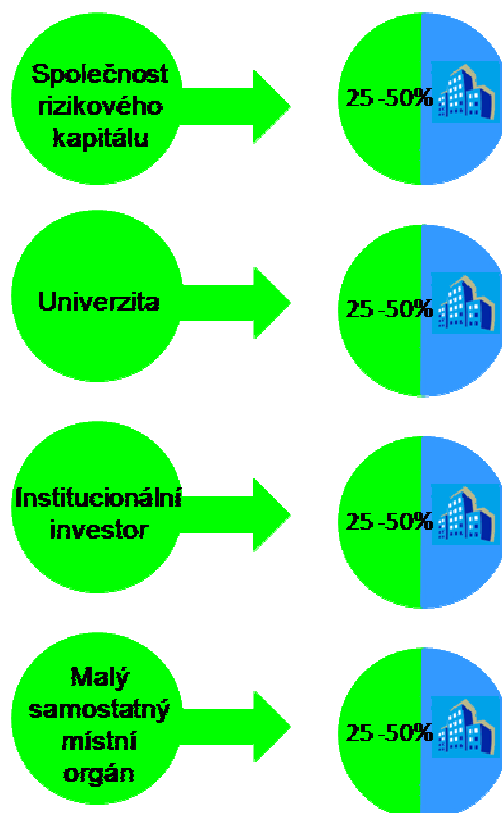 Společnost
rizikového
kapitálu
25 -50%
Univerzita
25 -50%
Institucionální
investor
25 -50%
Malý
samostatný
místní
orgán
25 -50%